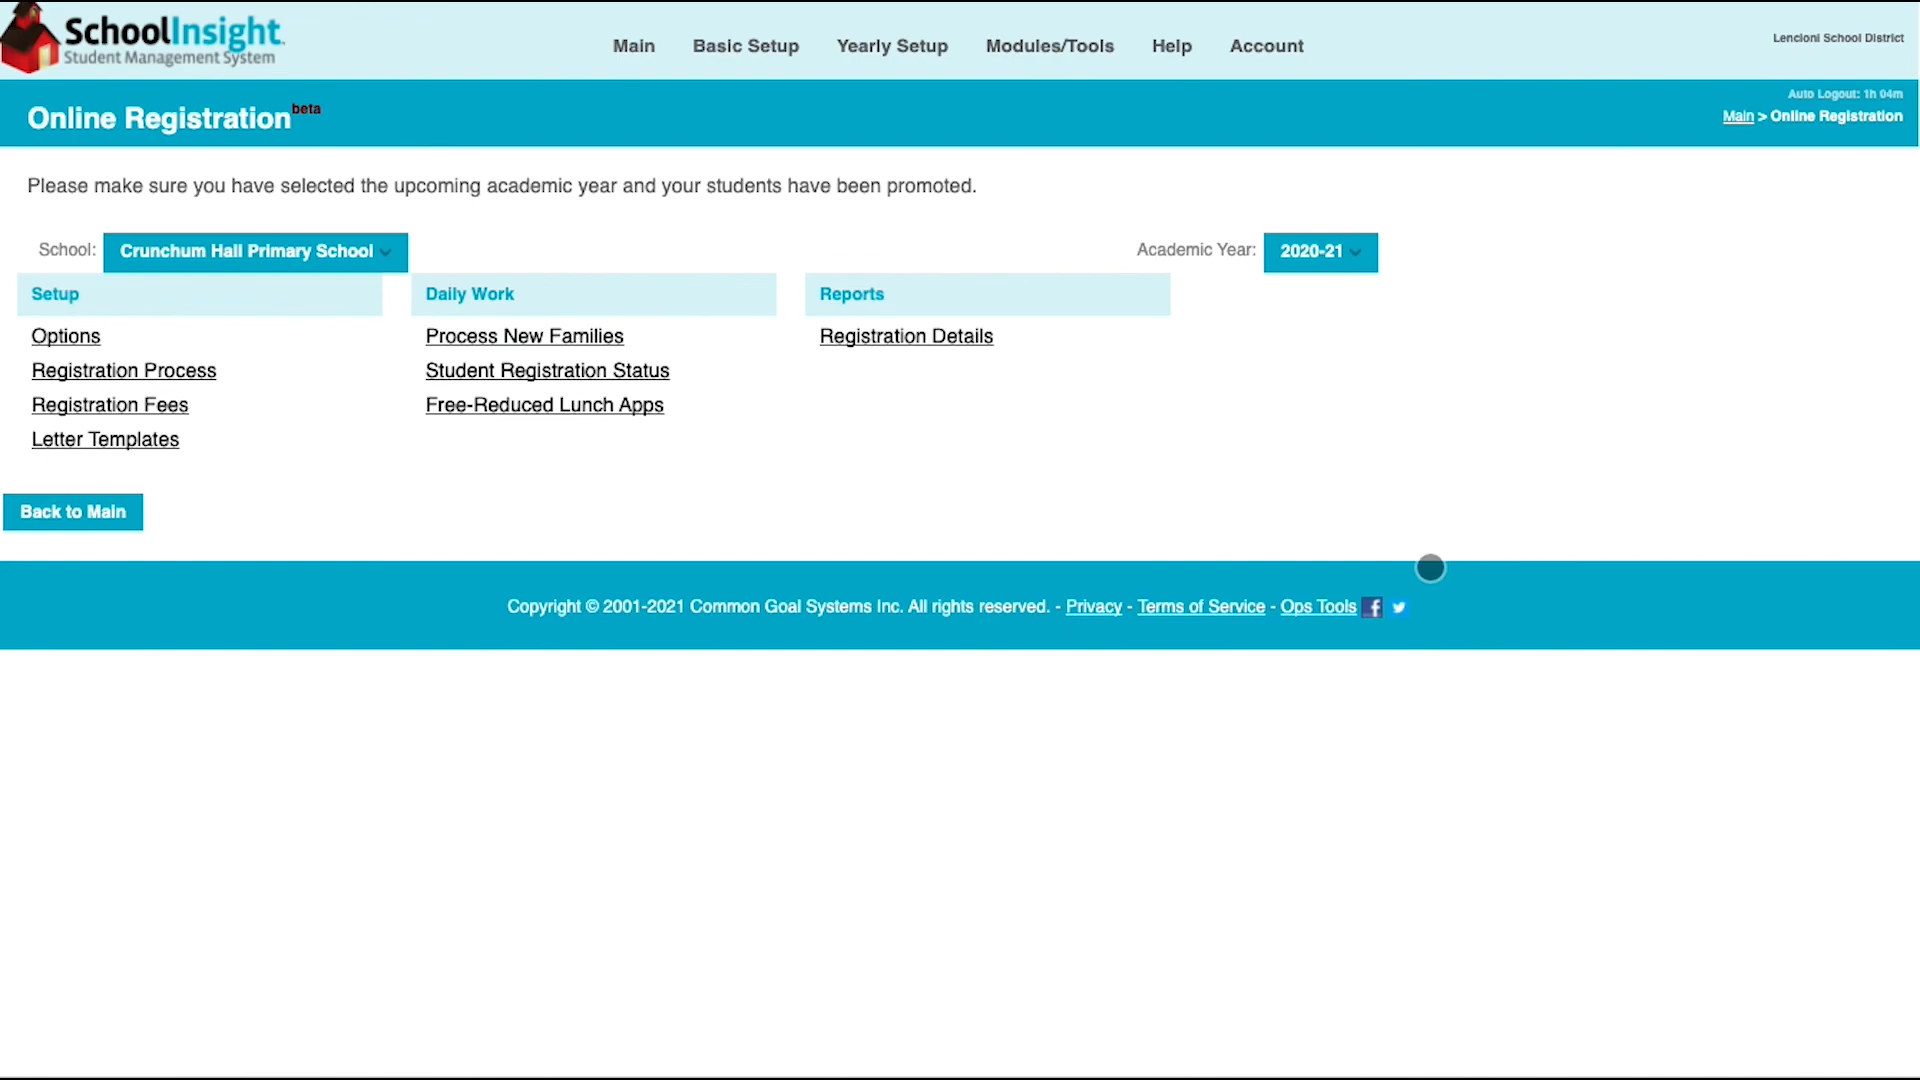 SchoolInsight.
Student Management System
Main Basic Setup Yearly Setup Modules/Tools Help Account
Lencioni School District
Online Registration beta
Auto Logout: 1h 04m
Main > Online Registration
Please make sure you have selected the upcoming academic year and your students have been promoted.
School: Crunchum Hall Primary School
Academic Year: 2020-21
Setup
Options
Registration Process
Registration Fees
Letter Templates
Daily Work
Process New Families
Student Registration Status
Free-Reduced Lunch Apps
Reports
Registration Details
Back to Main
Copyright © 2001-2021 Common Goal Systems Inc. All rights reserved. - Privacy - Terms of Service - Ops Tools